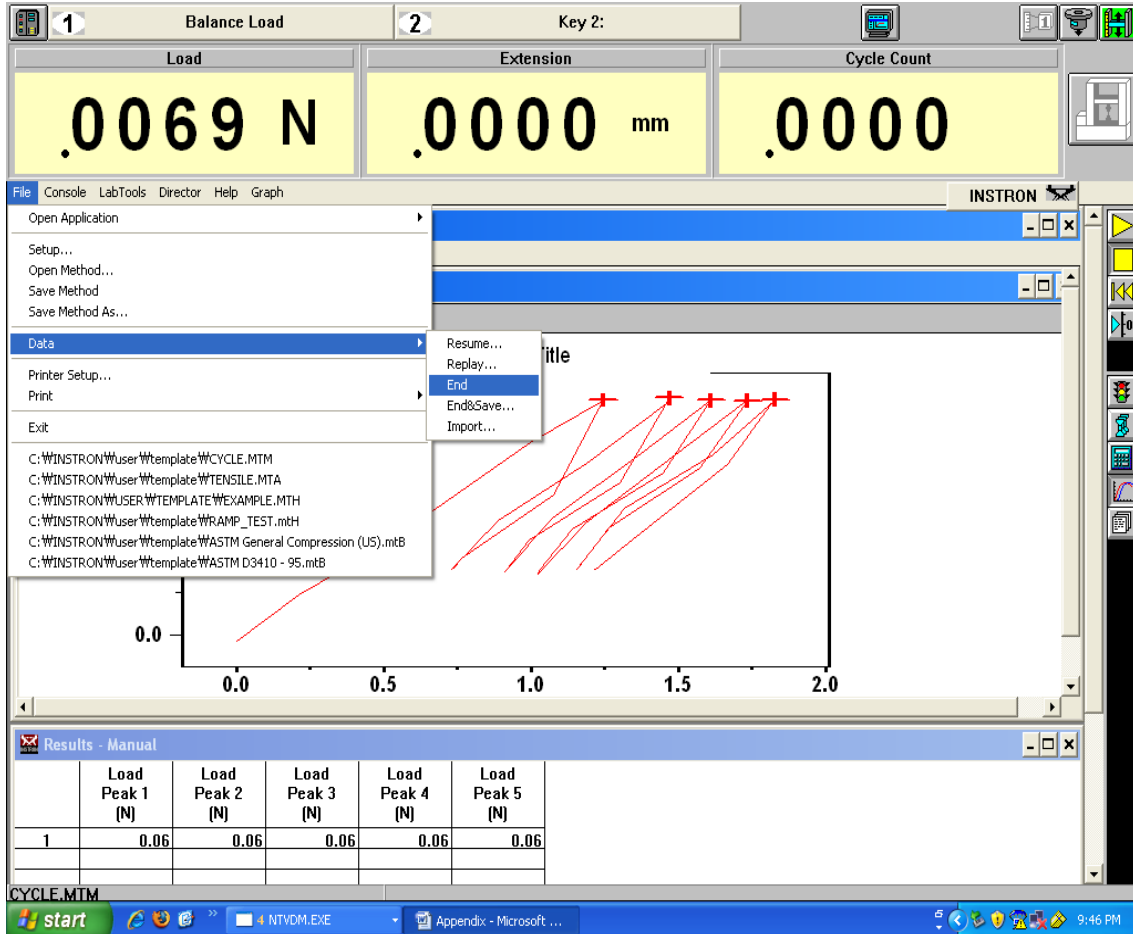 1 Balance Load 2 Key 2: 1
Load Extension Cycle Count
.0069 N .0000 mm .0000
File Console LabTools Director Help Graph
INSTRON
Open Application
Setup...
Open Method...
Save Method
Save Method As...
Data
Printer Setup...
Print
Exit
C:₩INSTRON₩user₩template₩CYCLE.MTM
C:₩INSTRON₩user₩template₩TENSILE.MTA
C:₩INSTRON₩USER₩TEMPLATE₩EXAMPLE.MTH
C:₩INSTRON₩user₩template₩RAMP_TEST.mtH
C:₩INSTRON₩user₩template₩ASTM General Compression (US).mtB
C:₩INSTRON₩user₩template₩ASTM D3410 - 95.mtB
Resume...
Replay...
End
End&Save...
Import...
itle
0.0
0.0 0.5 1.0 1.5 2.0
Results - Manual
Load Peak 1 (N)
Load Peak 2 (N)
Load Peak 3 (N)
Load Peak 4 (N)
Load Peak 5 (N)
1 0.06 0.06 0.06 0.06 0.06
CYCLE.MTM
start 4 NTVDM.EXE Appendix - Microsoft ... 9:46 PM